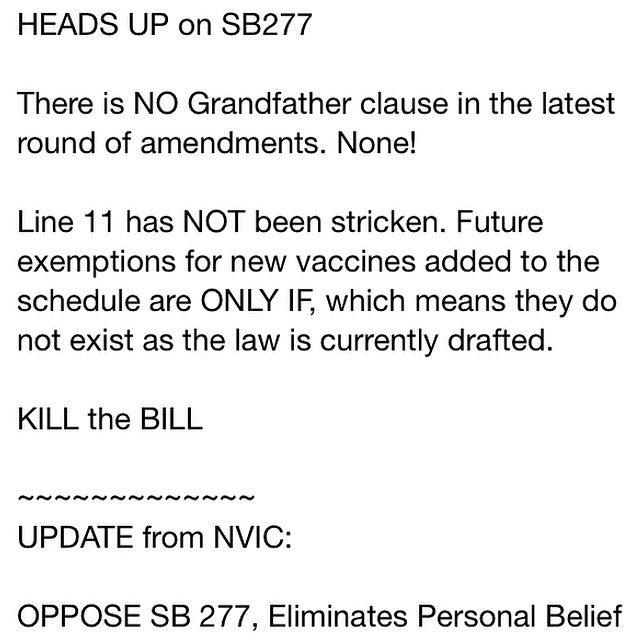 HEADS UP on SB277
There is NO Grandfather clause in the latest
round of amendments. None!
Line 11 has NOT been stricken. Future
exemptions for new vaccines added to the
schedule are ONLY IF, which means they do
not exist as the law is currently drafted.
KILL the BILL
~~~~~~~~~~~~~
UPDATE from NVIC:
OPPOSE SB 277, Eliminates Personal Belief